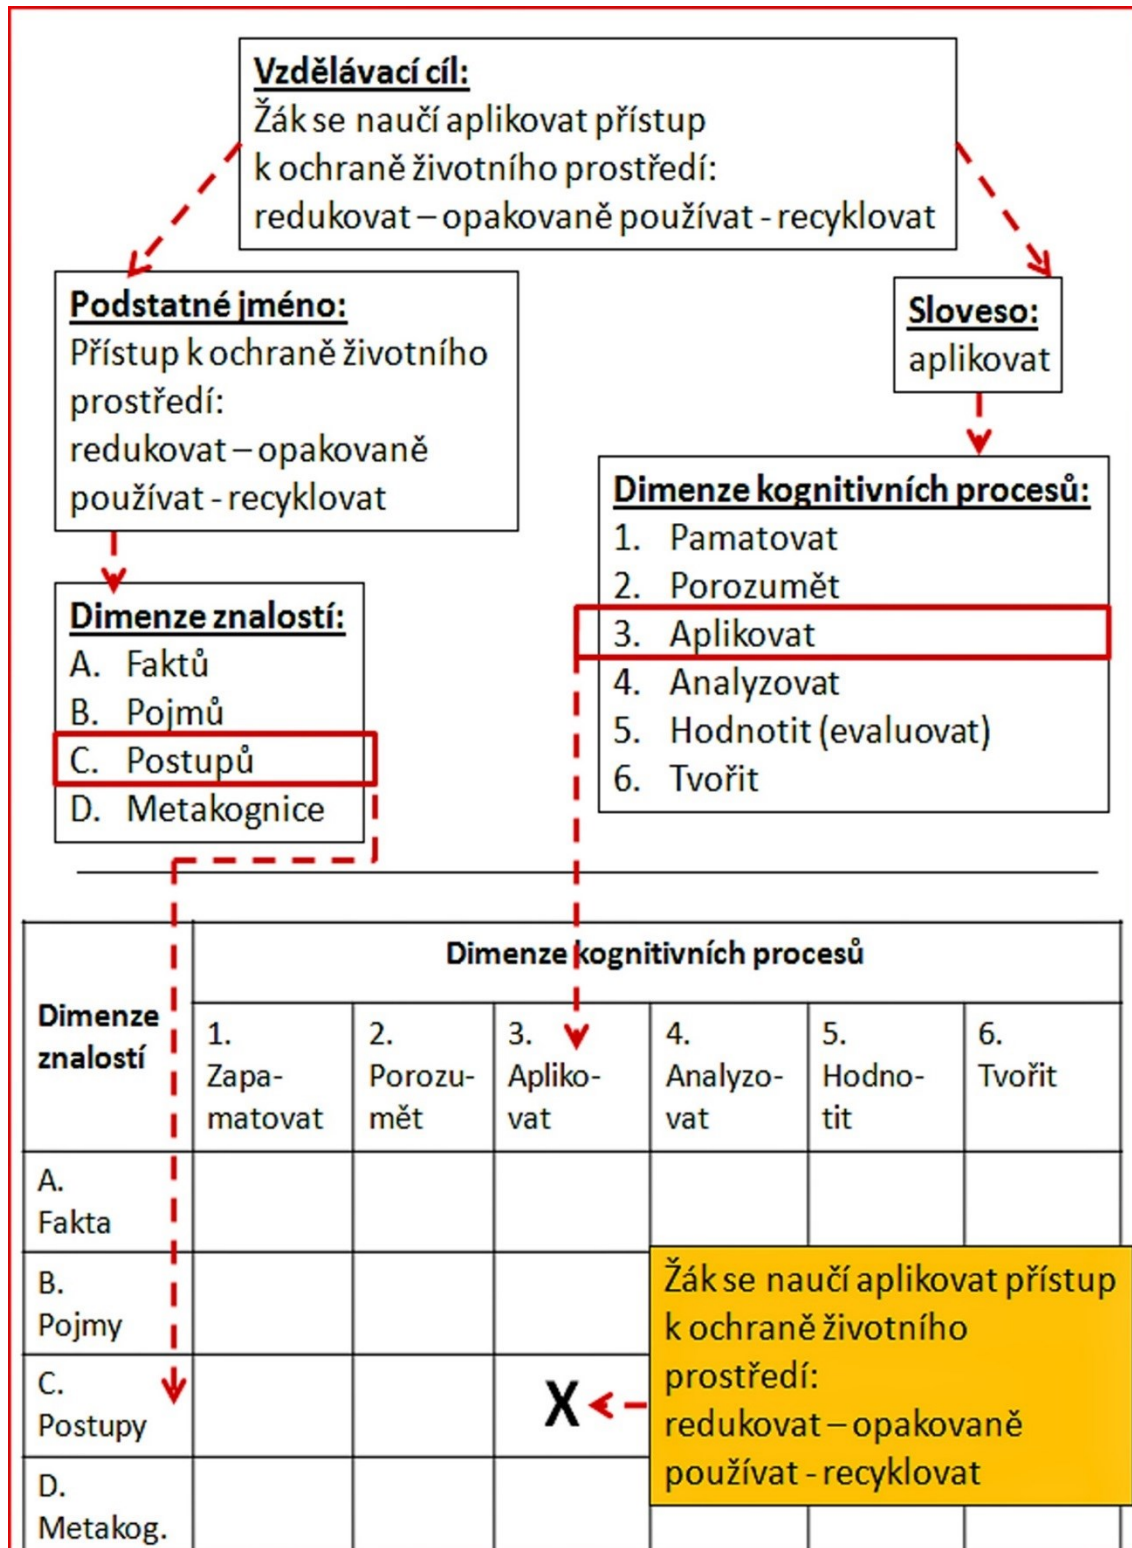 Vzdělávací cíl:
Žák se naučí aplikovat přístup
k ochraně životního prostředí:
redukovat – opakovaně používat - recyklovat
Podstatné jméno:
Přístup k ochraně životního
prostředí:
redukovat – opakovaně
používat - recyklovat
Sloveso:
aplikovat
Dimenze kognitivních procesů:
1. Pamatovat
2. Porozumět
3. Aplikovat
4. Analyzovat
5. Hodnotit (evaluovat)
6. Tvořit
Dimenze znalostí:
A. Faktů
B. Pojmů
C. Postupů
D. Metakognice
Dimenze
znalostí
Dimenze kognitivních procesů
1.
Zapa-
matovat
2.
Porozu-
mět
3.
Apliko-
vat
4.
Analyzo-
vat
5.
Hodno-
tit
6.
Tvořit
A.
Fakta
B.
Pojmy
C.
Postupy
X
D.
Metakog.
Žák se naučí aplikovat přístup
k ochraně životního
prostředí:
redukovat – opakovaně
používat - recyklovat